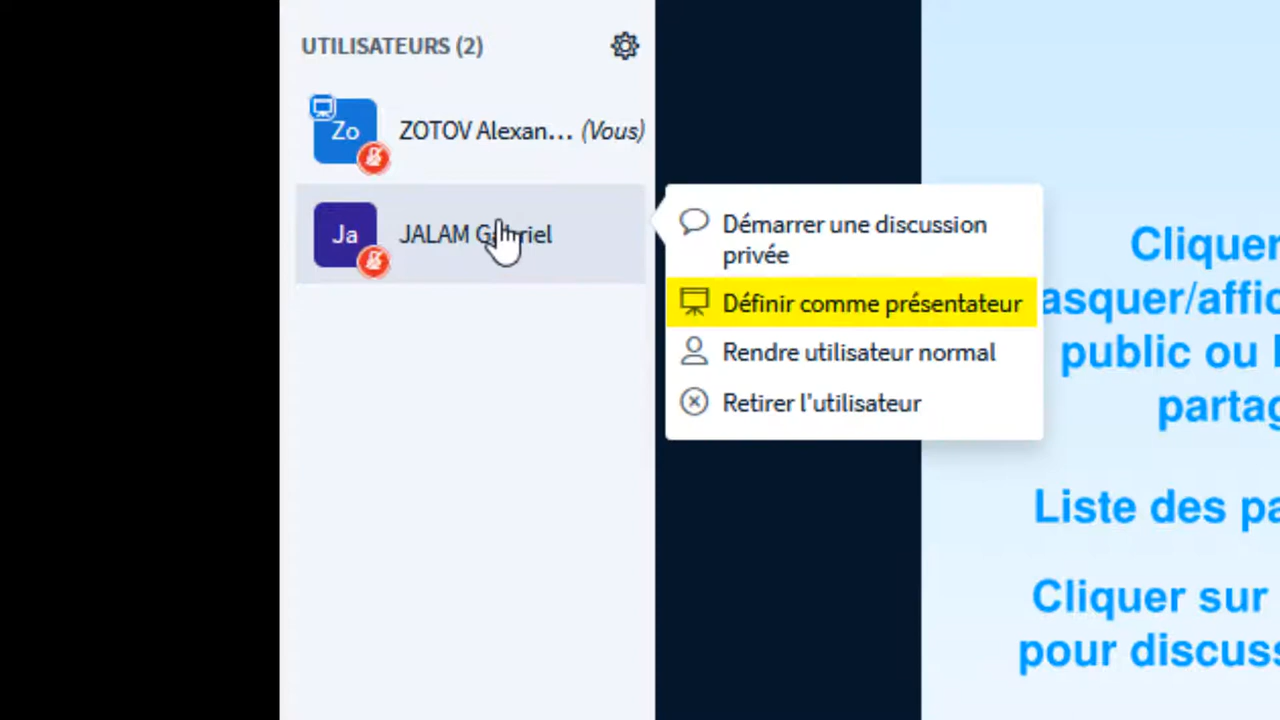 UTILISATEURS (2)
Zo
ZOTOV Alexan... (Vous)
Ja
JALAM Gabriel
Démarrer une discussion
privée
Définir comme présentateur
Rendre utilisateur normal
Retirer l'utilisateur
Cliquer
asquer/affic
public ou l
partag
Liste des pa
Cliquer sur
pour discuss